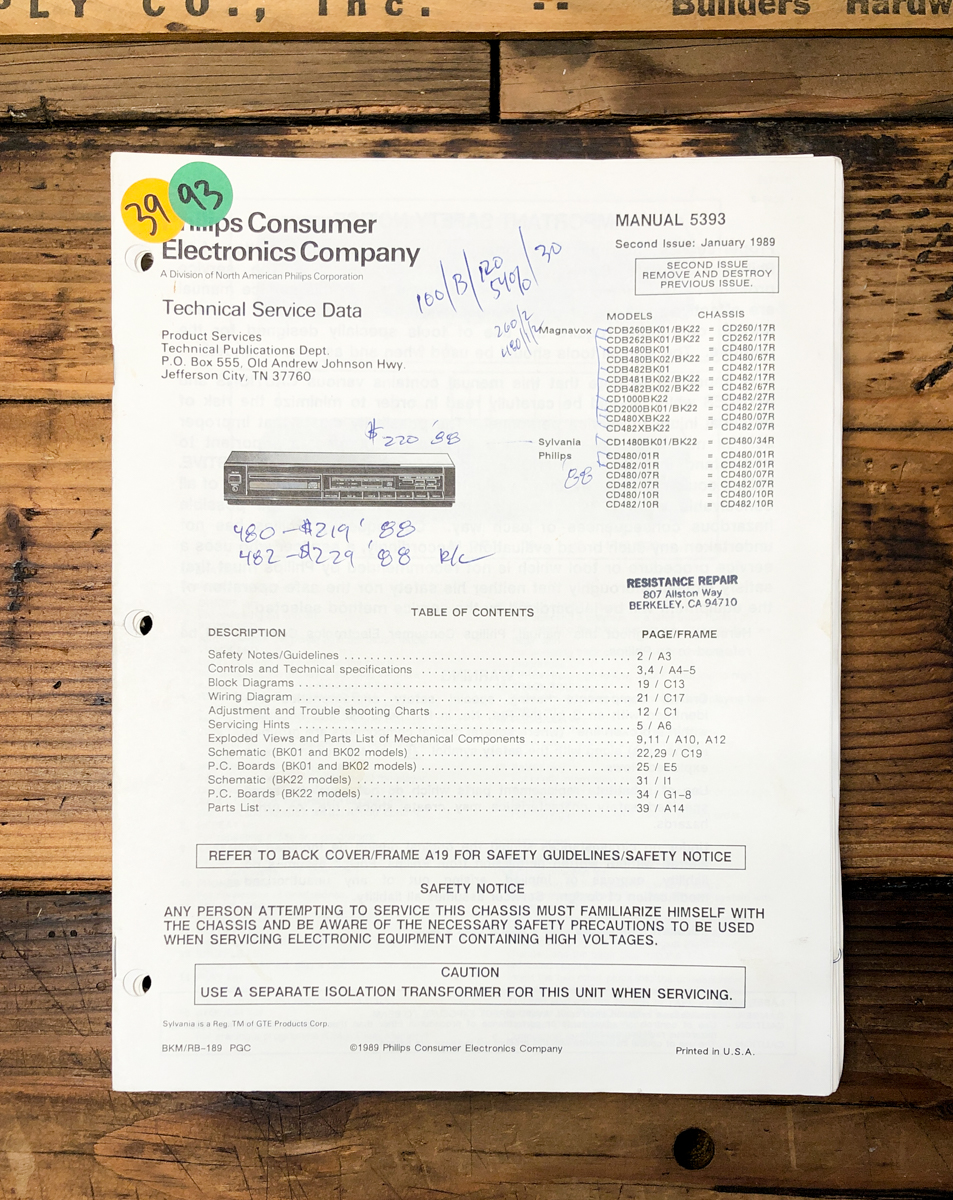 PLY CO., Inc. -- Builders Hardw
39
93
Philips Consumer
Electronics Company
A Division of North American Philips Corporation
Technical Service Data
Product Services
Technical Publications Dept.
P.O. Box 555, Old Andrew Johnson Hwy.
Jefferson City, TN 37760
MANUAL 5393
Second Issue: January 1989
SECOND ISSUE
REMOVE AND DESTROY
PREVIOUS ISSUE.
100/B/120 54% /30
260/2
MODELS CHASSIS
Magnavox CDB260BK01/BK22 = CD260/17R
CDB262BK01/BK22 = CD262/17R
CDB480BK01 = CD480/17R
CDB480BK02/BK22 = CD480/67R
CDB482BK01 = CD482/17R
CDB481BK02/BK22 = CD482/17R
CDB482BK02/BK22 = CD482/67R
CD1000BK22 = CD482/27R
CD2000BK01/BK22 = CD482/27R
CD480XBK22 = CD480/07R
CD482XBK22 = CD482/07R
Sylvania CD1480BK01/BK22 = CD480/34R
Philips CD480/01R = CD480/01R
CD482/01R = CD482/01R
CD480/07R = CD480/07R
CD482/07R = CD482/07R
CD480/10R = CD480/10R
CD482/10R = CD482/10R
'88
$220 '88
480 - $219 '88
482 - $229 '88 R/C
RESISTANCE REPAIR
807 Allston Way
BERKELEY, CA 94710
TABLE OF CONTENTS
DESCRIPTION PAGE/FRAME
Safety Notes/Guidelines 2 / A3
Controls and Technical specifications 3,4 / A4-5
Block Diagrams 19 / C13
Wiring Diagram 21 / C17
Adjustment and Trouble shooting Charts 12 / C1
Servicing Hints 5 / A6
Exploded Views and Parts List of Mechanical Components 9,11 / A10, A12
Schematic (BK01 and BK02 models) 22,29 / C19
P.C. Boards (BK01 and BK02 models) 25 / E5
Schematic (BK22 models) 31 / I1
P.C. Boards (BK22 models) 34 / G1-8
Parts List 39 / A14
REFER TO BACK COVER/FRAME A19 FOR SAFETY GUIDELINES/SAFETY NOTICE
SAFETY NOTICE
ANY PERSON ATTEMPTING TO SERVICE THIS CHASSIS MUST FAMILIARIZE HIMSELF WITH
THE CHASSIS AND BE AWARE OF THE NECESSARY SAFETY PRECAUTIONS TO BE USED
WHEN SERVICING ELECTRONIC EQUIPMENT CONTAINING HIGH VOLTAGES.
CAUTION
USE A SEPARATE ISOLATION TRANSFORMER FOR THIS UNIT WHEN SERVICING.
Sylvania is a Reg. TM of GTE Products Corp.
BKM/RB-189 PGC ©1989 Philips Consumer Electronics Company Printed in U.S.A.